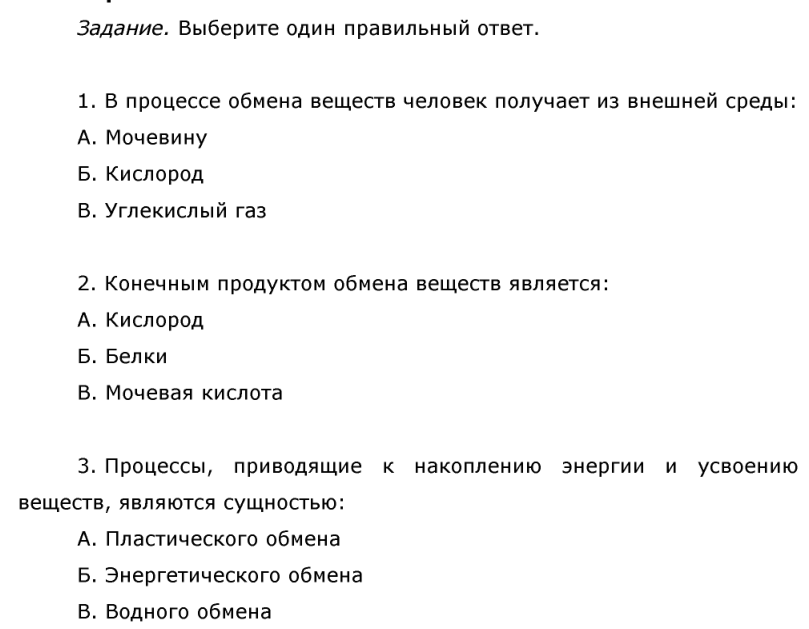 Задание. Выберите один правильный ответ.
1. В процессе обмена веществ человек получает из внешней среды:
А. Мочевину
Б. Кислород
В. Углекислый газ
2. Конечным продуктом обмена веществ является:
А. Кислород
Б. Белки
В. Мочевая кислота
3. Процессы, приводящие к накоплению энергии и усвоению
веществ, являются сущностью:
А. Пластического обмена
Б. Энергетического обмена
В. Водного обмена